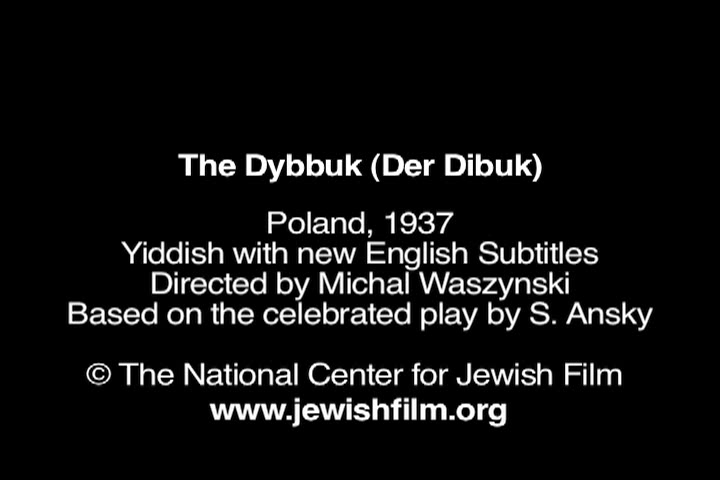 The Dybbuk (Der Dibuk)
Poland, 1937
Yiddish with new English Subtitles
Directed by Michal Waszynski
Based on the celebrated play by S. Ansky
© The National Center for Jewish Film
www.jewishfilm.org